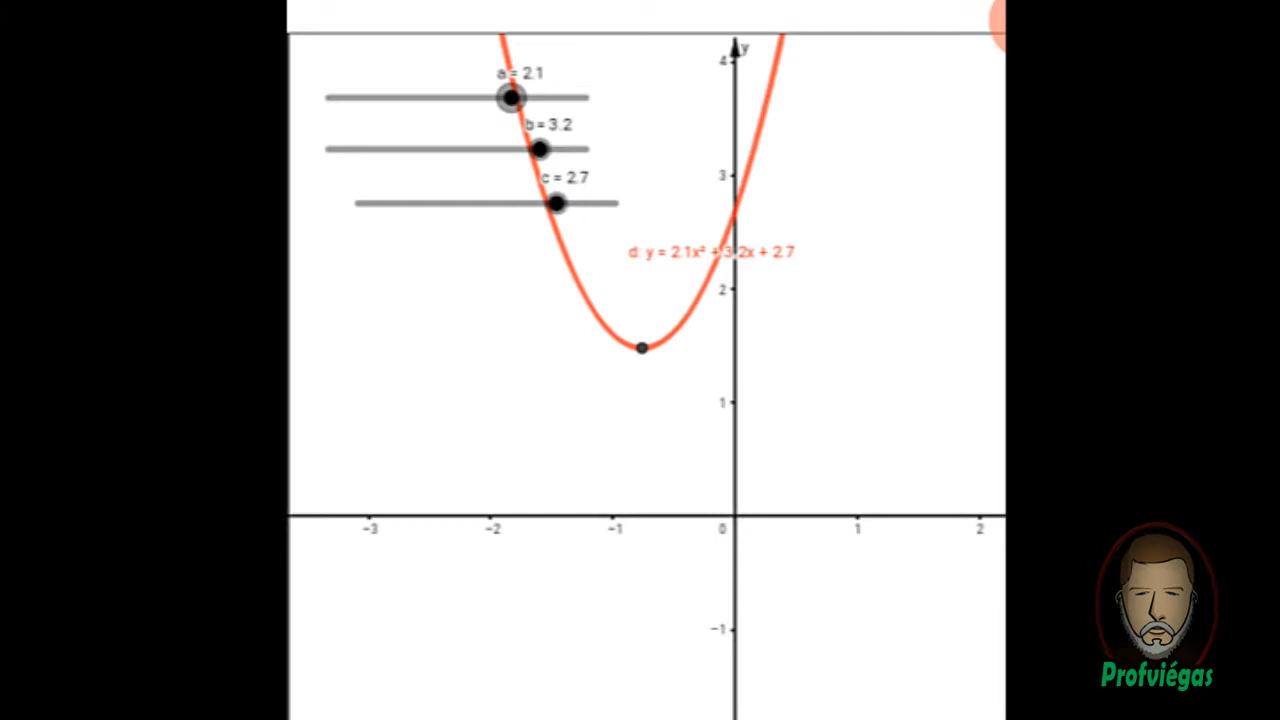 y
4
a = 2.1
b = 3.2
3
c = 2.7
d: y = 2.1x² + 3.2x + 2.7
2
1
−3 −2 −1 0 1 2
−1
Profviégas